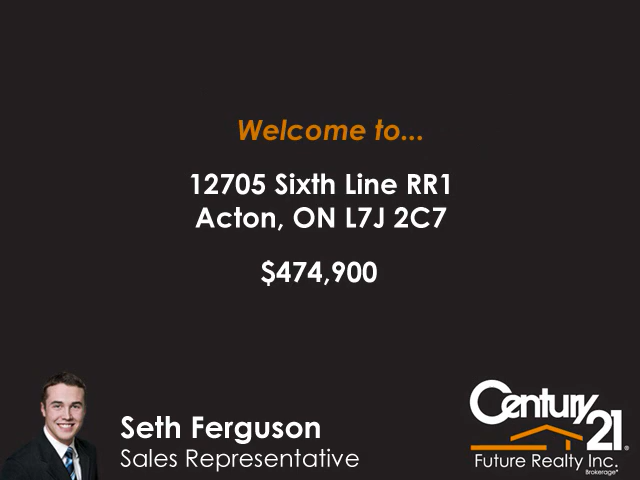 Welcome to...
12705 Sixth Line RR1
Acton, ON L7J 2C7
$474,900
Seth Ferguson
Sales Representative
Century 21®
Future Realty Inc.
Brokerage*